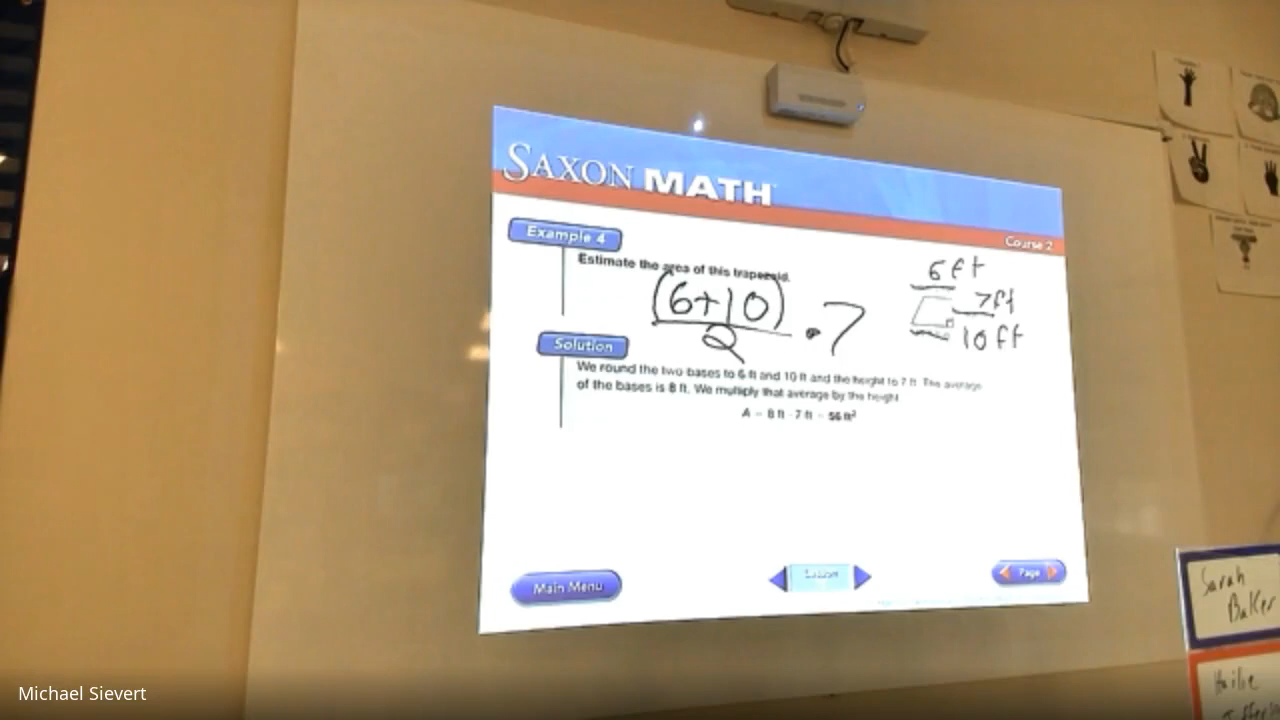 SAXON MATH
Course 2
Example 4
Estimate the area of this trapezoid.
6 ft
(6+10)
2
• 7
7ft
10 ft
Solution
We round the two bases to 6 ft and 10 ft and the height to 7 ft. The average
of the bases is 8 ft. We multiply that average by the height
A = 8 ft · 7 ft = 56 ft²
Main Menu
Lesson
Page
Sarah
Baker
Hailie
Michael Sievert